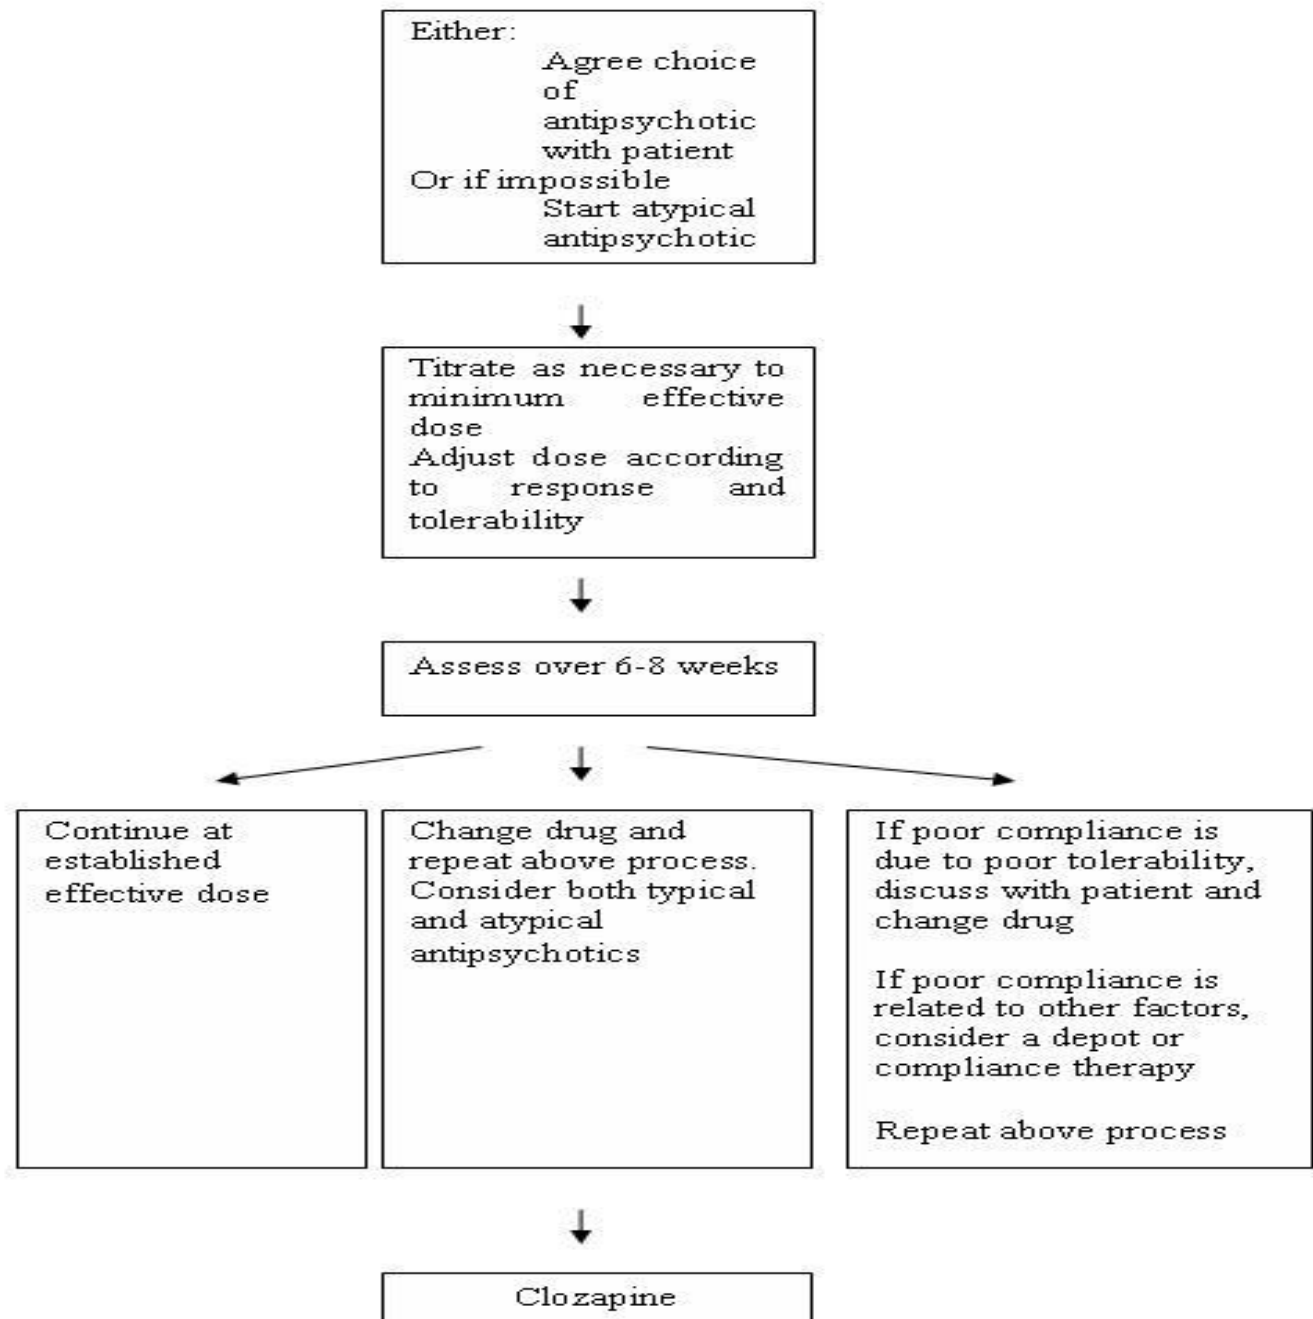 Either:
Agree choice
of
antipsychotic
with patient
Or if impossible
Start atypical
antipsychotic
Titrate as necessary to
minimum effective
dose
Adjust dose according
to response and
tolerability
Assess over 6-8 weeks
Continue at
established
effective dose
Change drug and
repeat above process.
Consider both typical
and atypical
antipsychotics
If poor compliance is
due to poor tolerability,
discuss with patient and
change drug
If poor compliance is
related to other factors,
consider a depot or
compliance therapy
Repeat above process
Clozapine